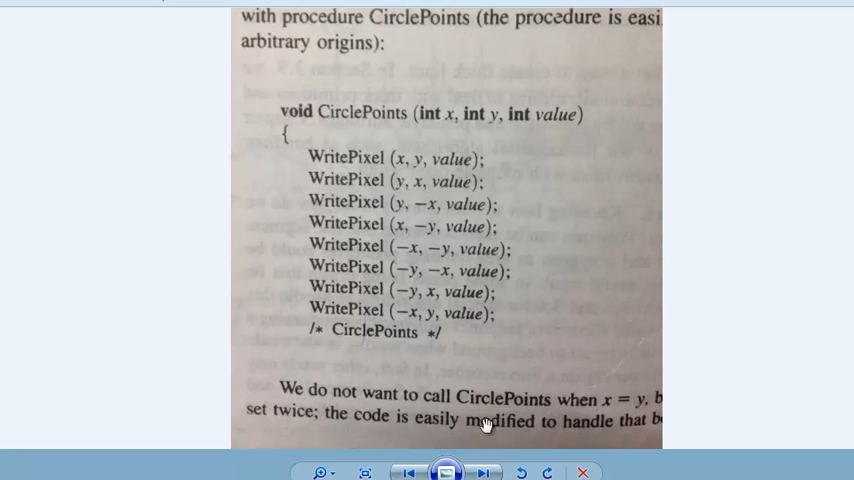 with procedure CirclePoints (the procedure is easi
arbitrary origins):
void CirclePoints (int x, int y, int value)
{
WritePixel (x, y, value);
WritePixel (y, x, value);
WritePixel (y, −x, value);
WritePixel (x, −y, value);
WritePixel (−x, −y, value);
WritePixel (−y, −x, value);
WritePixel (−y, x, value);
WritePixel (−x, y, value);
/* CirclePoints */
We do not want to call CirclePoints when x = y, b
set twice; the code is easily modified to handle that b